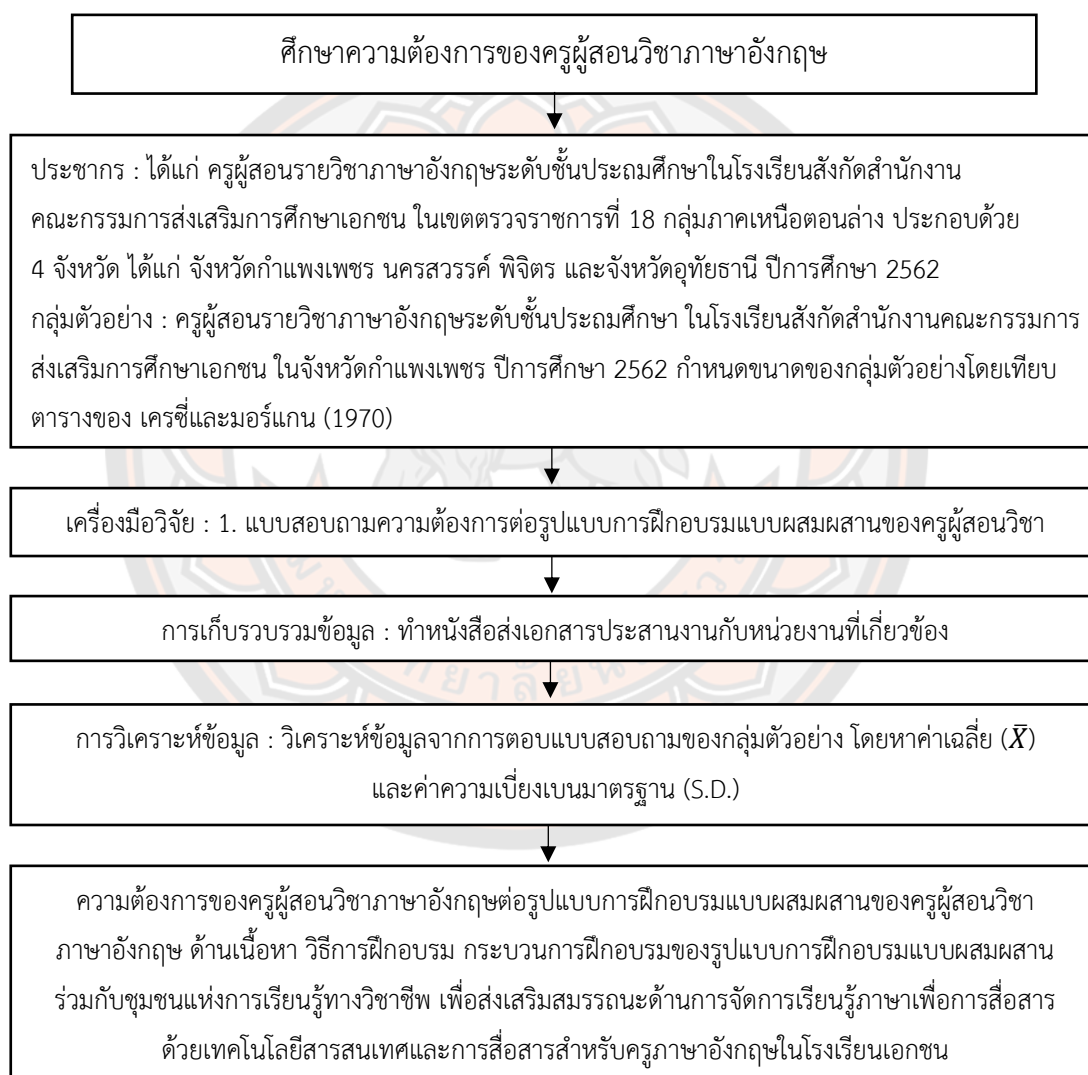 ศึกษาความต้องการของครูผู้สอนวิชาภาษาอังกฤษ
ประชากร : ได้แก่ ครูผู้สอนรายวิชาภาษาอังกฤษระดับชั้นประถมศึกษาในโรงเรียนสังกัดสำนักงาน
คณะกรรมการส่งเสริมการศึกษาเอกชน ในเขตตรวจราชการที่ 18 กลุ่มภาคเหนือตอนล่าง ประกอบด้วย
4 จังหวัด ได้แก่ จังหวัดกำแพงเพชร นครสวรรค์ พิจิตร และจังหวัดอุทัยธานี ปีการศึกษา 2562
กลุ่มตัวอย่าง : ครูผู้สอนรายวิชาภาษาอังกฤษระดับชั้นประถมศึกษา ในโรงเรียนสังกัดสำนักงานคณะกรรมการ
ส่งเสริมการศึกษาเอกชน ในจังหวัดกำแพงเพชร ปีการศึกษา 2562 กำหนดขนาดของกลุ่มตัวอย่างโดยเทียบ
ตารางของ เครซี่และมอร์แกน (1970)
เครื่องมือวิจัย : 1. แบบสอบถามความต้องการต่อรูปแบบการฝึกอบรมแบบผสมผสานของครูผู้สอนวิชา
การเก็บรวบรวมข้อมูล : ทำหนังสือส่งเอกสารประสานงานกับหน่วยงานที่เกี่ยวข้อง
การวิเคราะห์ข้อมูล : วิเคราะห์ข้อมูลจากการตอบแบบสอบถามของกลุ่มตัวอย่าง โดยหาค่าเฉลี่ย (X̄)
และค่าความเบี่ยงเบนมาตรฐาน (S.D.)
ความต้องการของครูผู้สอนวิชาภาษาอังกฤษต่อรูปแบบการฝึกอบรมแบบผสมผสานของครูผู้สอนวิชา
ภาษาอังกฤษ ด้านเนื้อหา วิธีการฝึกอบรม กระบวนการฝึกอบรมของรูปแบบการฝึกอบรมแบบผสมผสาน
ร่วมกับชุมชนแห่งการเรียนรู้ทางวิชาชีพ เพื่อส่งเสริมสมรรถนะด้านการจัดการเรียนรู้ภาษาเพื่อการสื่อสาร
ด้วยเทคโนโลยีสารสนเทศและการสื่อสารสำหรับครูภาษาอังกฤษในโรงเรียนเอกชน